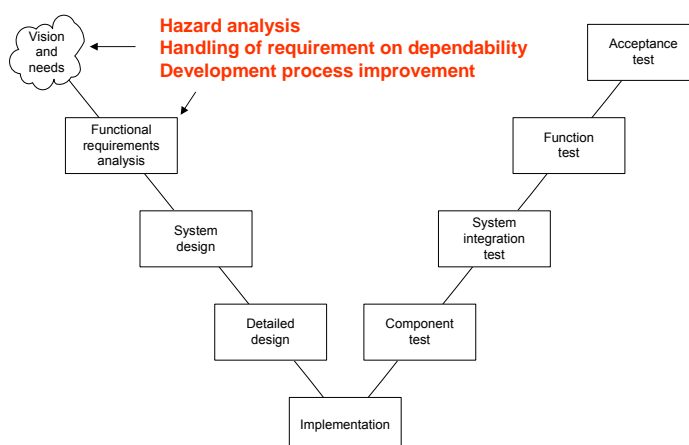 Vision
and
needs
Hazard analysis
Handling of requirement on dependability
Development process improvement
Acceptance
test
Functional
requirements
analysis
Function
test
System
design
System
integration
test
Detailed
design
Component
test
Implementation